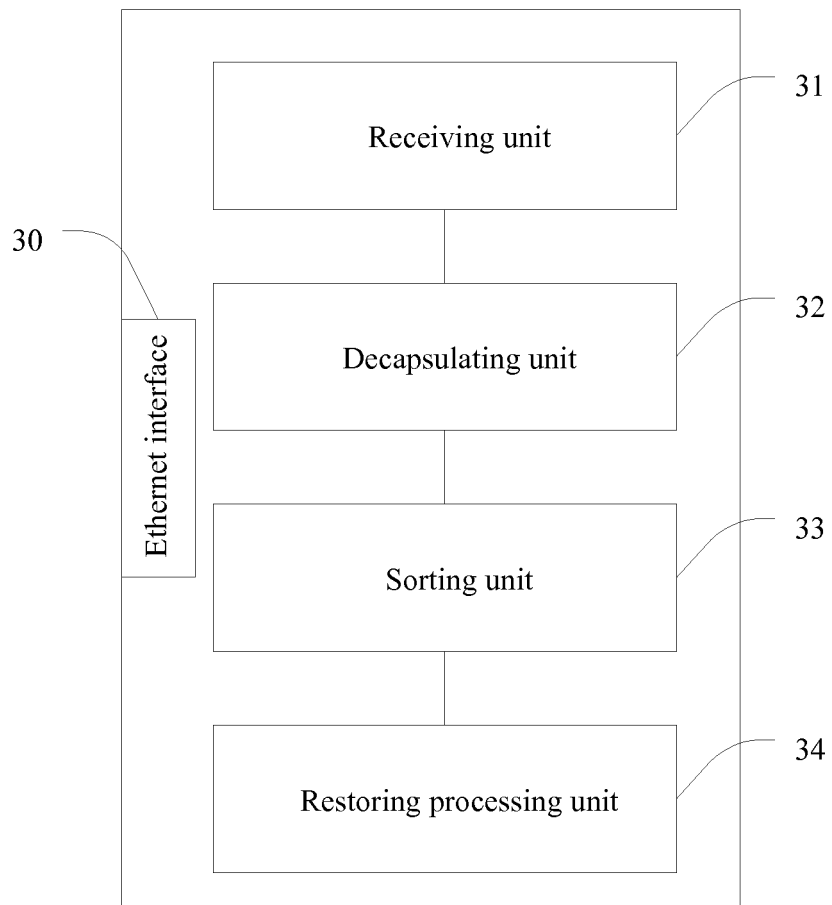 31
Receiving unit
30
32
Decapsulating unit
Ethernet interface
33
Sorting unit
34
Restoring processing unit